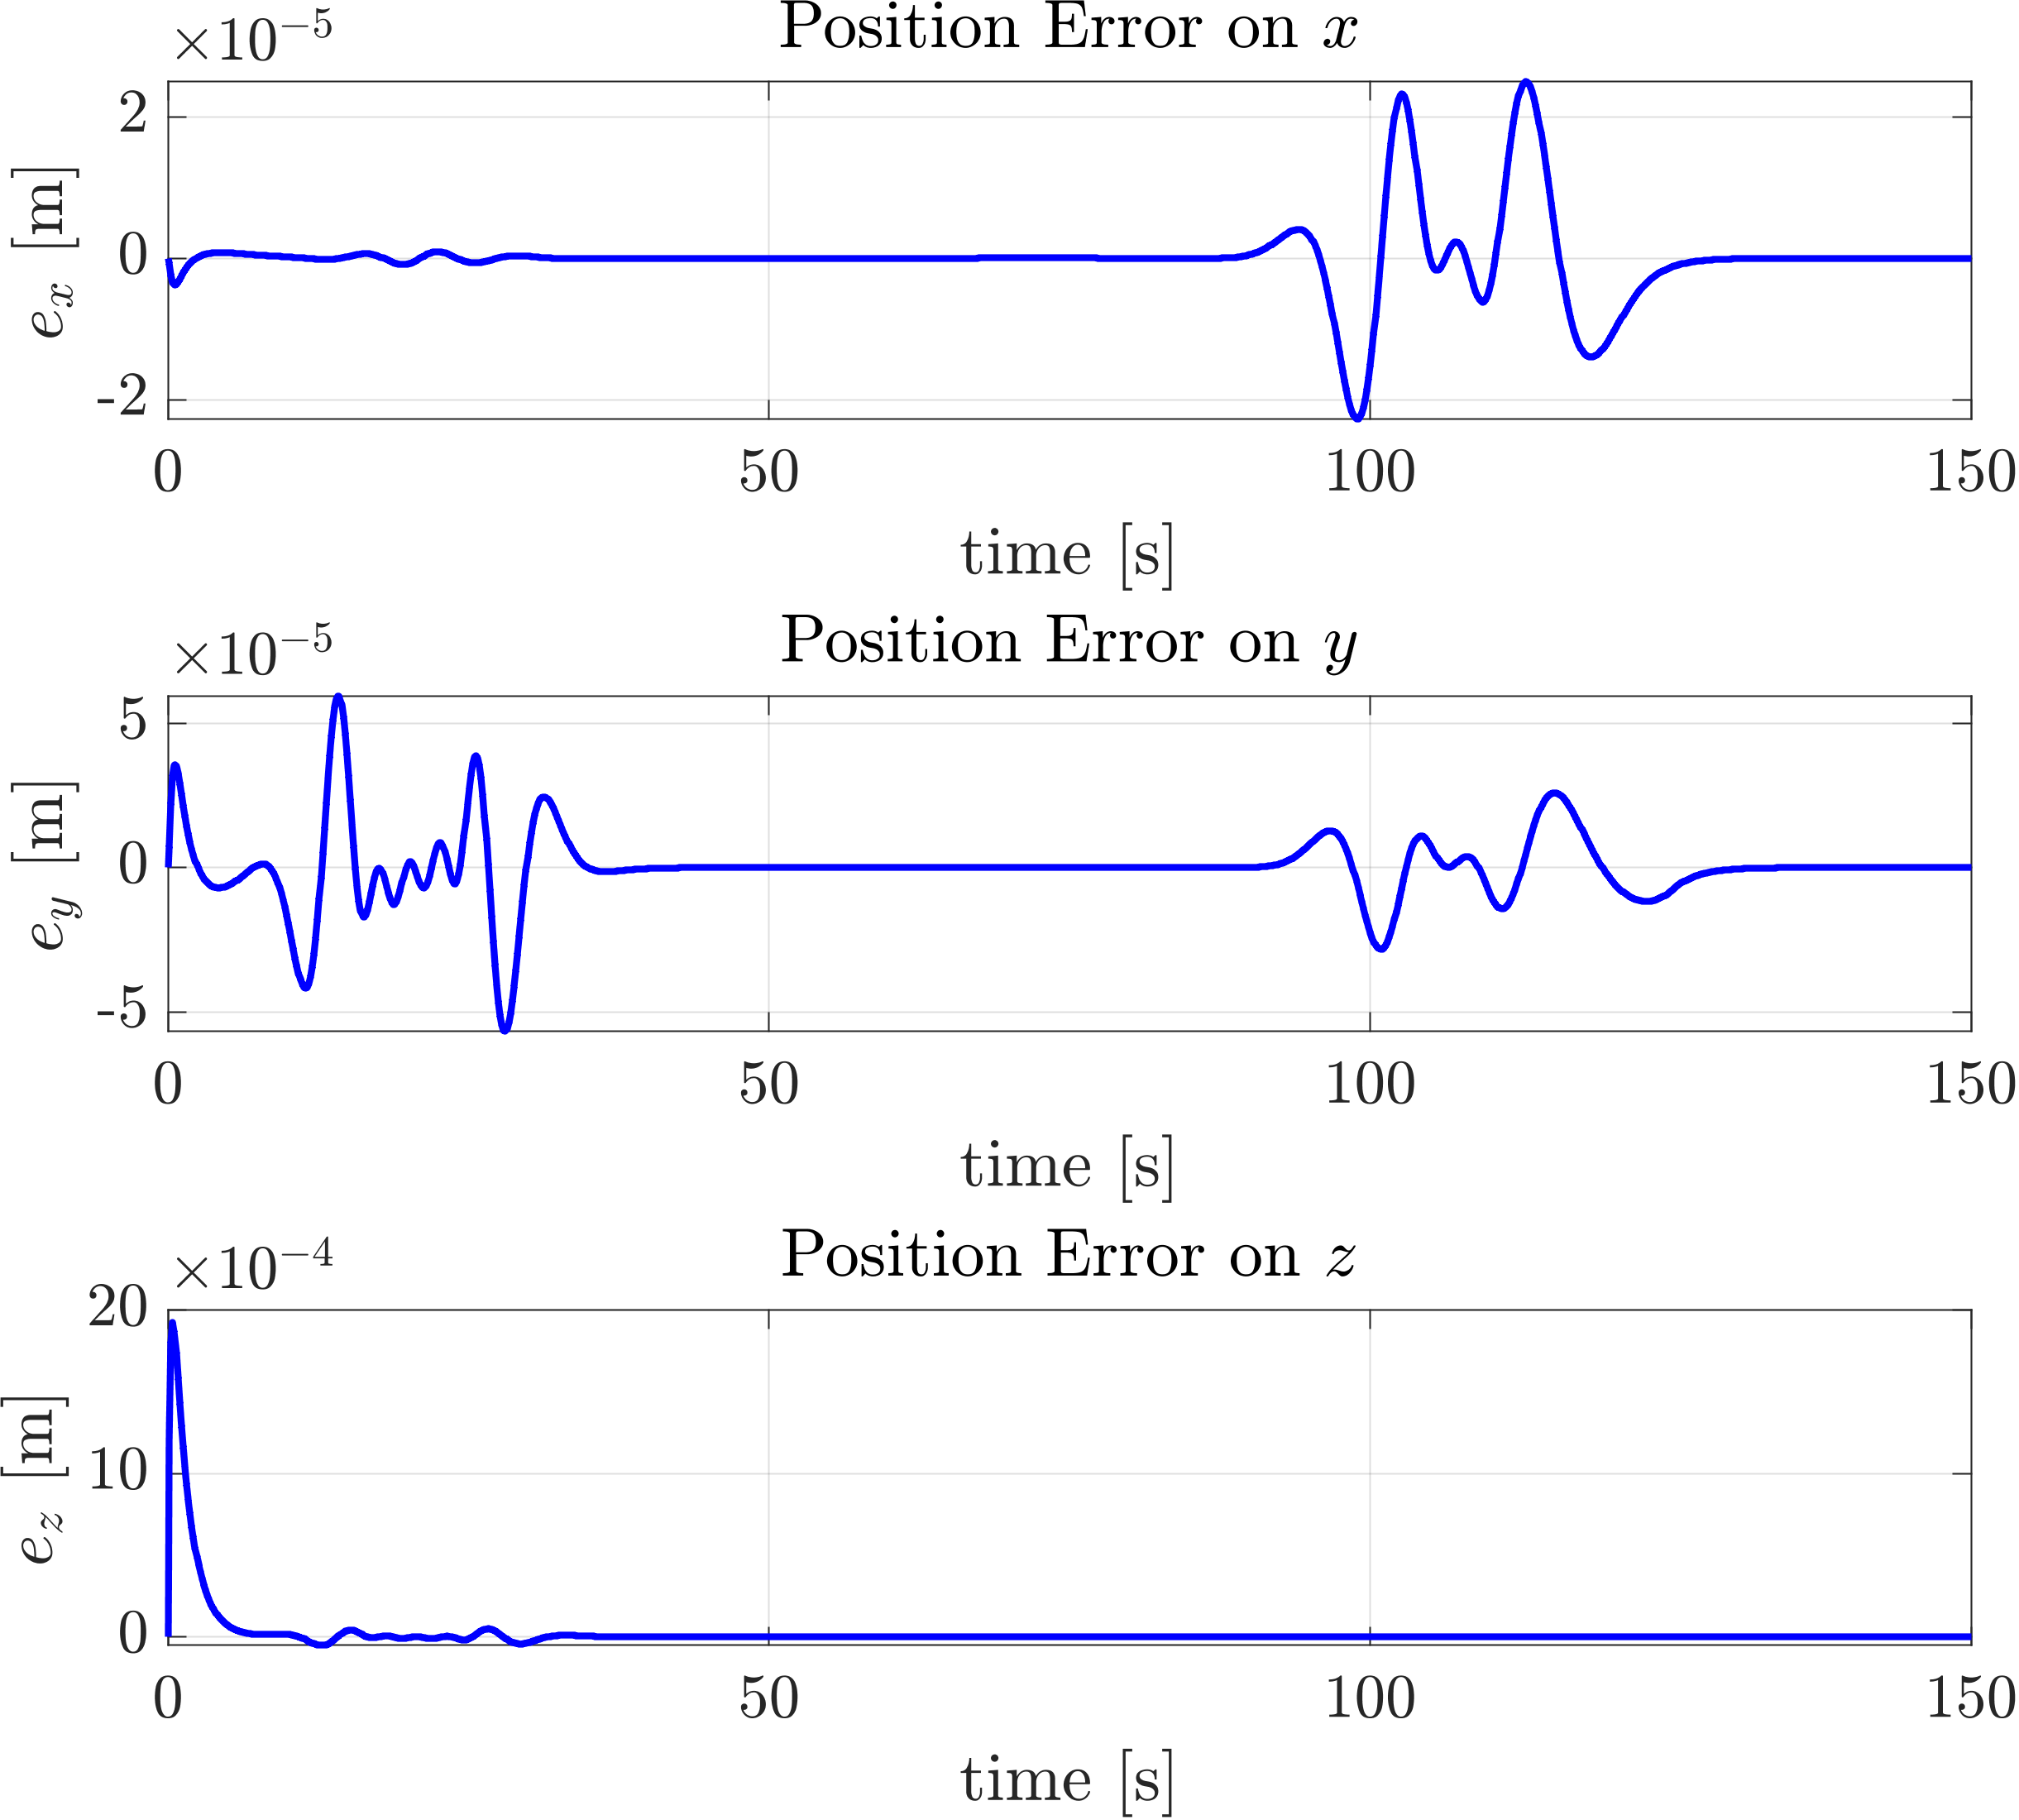 ×10⁻⁵
Position Error on x
2
0
-2
eₓ [m]
0 50 100 150
time [s]
×10⁻⁵
Position Error on y
5
0
-5
e_y [m]
0 50 100 150
time [s]
×10⁻⁴
Position Error on z
20
10
0
e_z [m]
0 50 100 150
time [s]